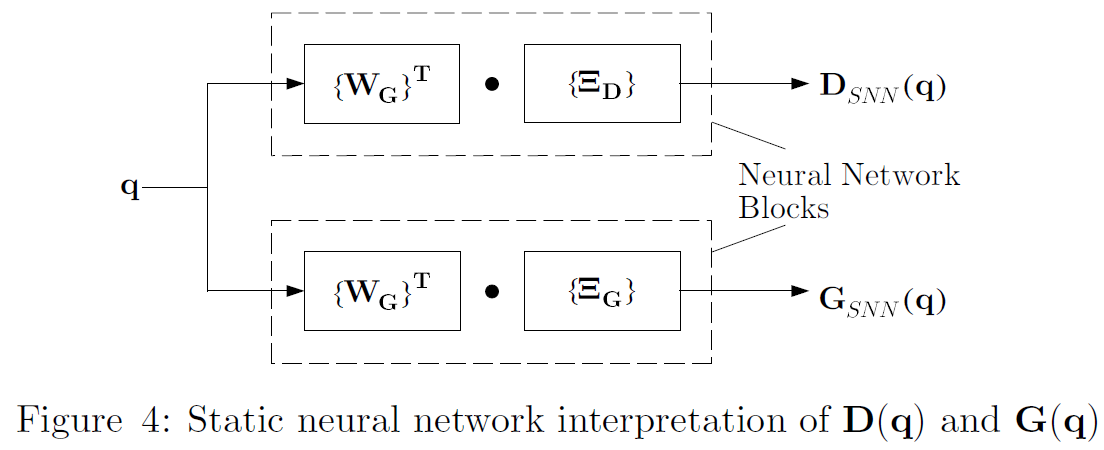 {W_G}^T • {Ξ_D} D_SNN(q)
Neural Network
Blocks
q
{W_G}^T • {Ξ_G} G_SNN(q)
Figure 4: Static neural network interpretation of D(q) and G(q)